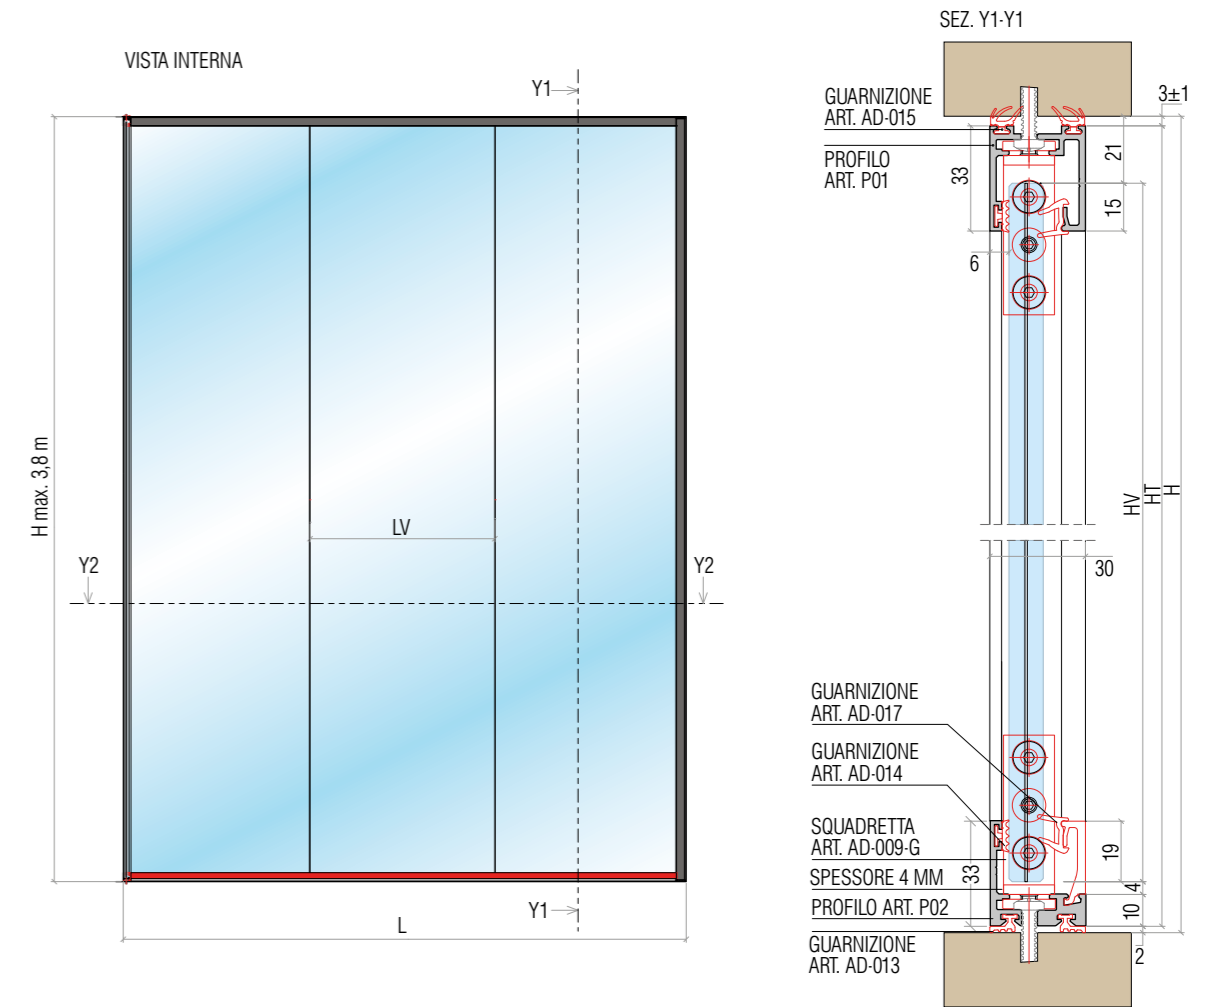 VISTA INTERNA
Y1
H max. 3,8 m
LV
Y2
Y2
Y1
L
SEZ. Y1-Y1
GUARNIZIONE
ART. AD-015
PROFILO
ART. P01
3±1
33
21
15
6
HV
HT
H
30
GUARNIZIONE
ART. AD-017
GUARNIZIONE
ART. AD-014
SQUADRETTA
ART. AD-009-G
SPESSORE 4 MM
PROFILO ART. P02
GUARNIZIONE
ART. AD-013
33
19
4
10
2